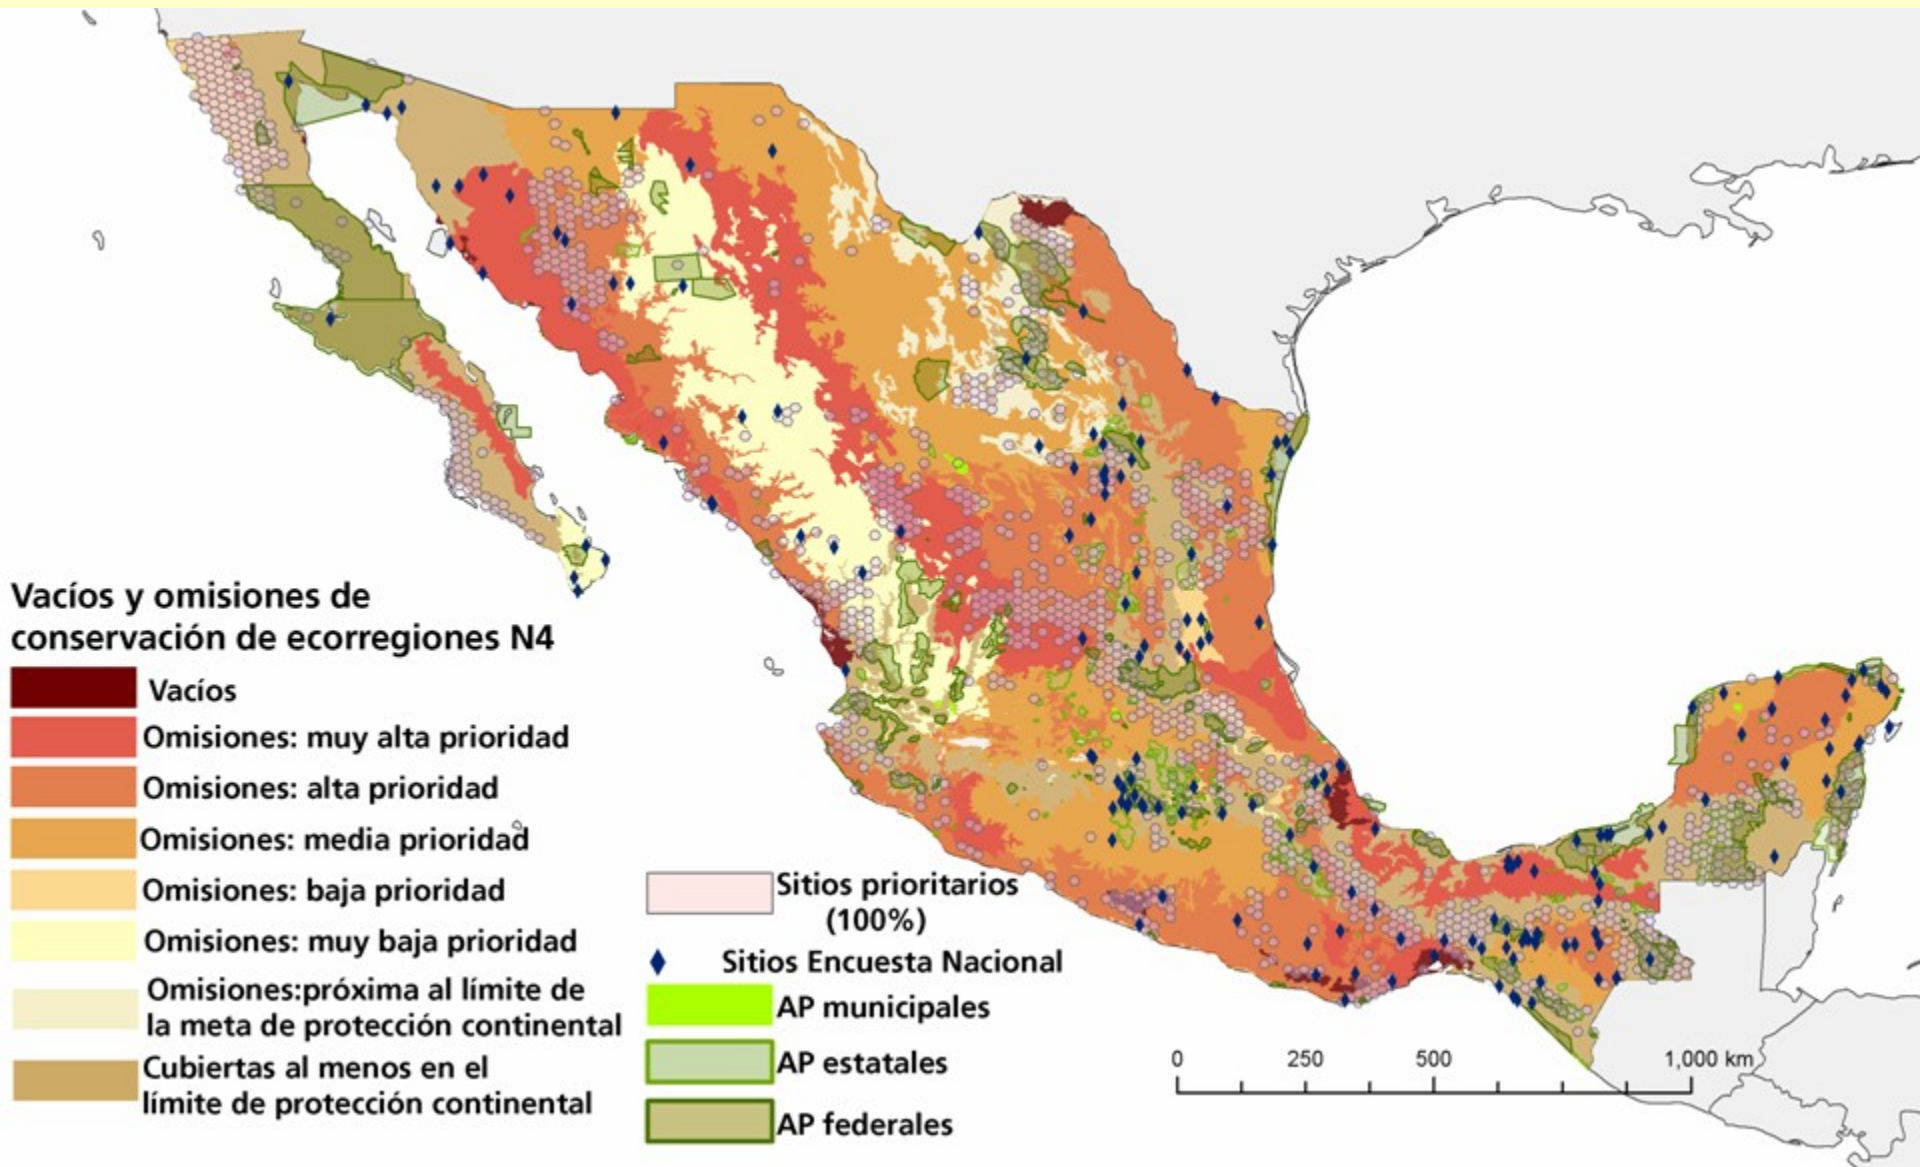 Vacíos y omisiones de
conservación de ecorregiones N4
Vacíos
Omisiones: muy alta prioridad
Omisiones: alta prioridad
Omisiones: media prioridad
Omisiones: baja prioridad
Omisiones: muy baja prioridad
Omisiones:próxima al límite de
la meta de protección continental
Cubiertas al menos en el
límite de protección continental
Sitios prioritarios
(100%)
Sitios Encuesta Nacional
AP municipales
AP estatales
AP federales
0 250 500 1,000 km